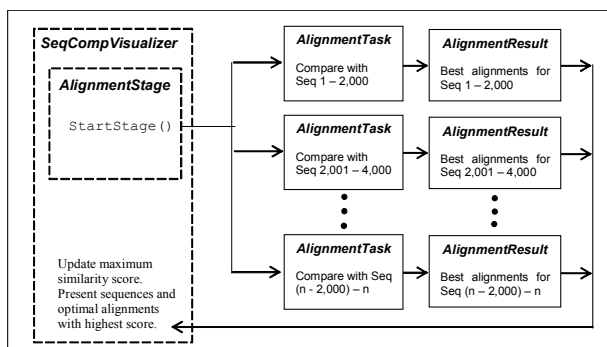 SeqCompVisualizer
AlignmentStage
StartStage()
Update maximum
similarity score.
Present sequences and
optimal alignments
with highest score.
AlignmentTask
Compare with
Seq 1 – 2,000
AlignmentResult
Best alignments for
Seq 1 – 2,000
AlignmentTask
Compare with
Seq 2,001 – 4,000
AlignmentResult
Best alignments for
Seq 2,001 – 4,000
AlignmentTask
Compare with Seq
(n - 2,000) – n
AlignmentResult
Best alignments for
Seq (n – 2,000) – n